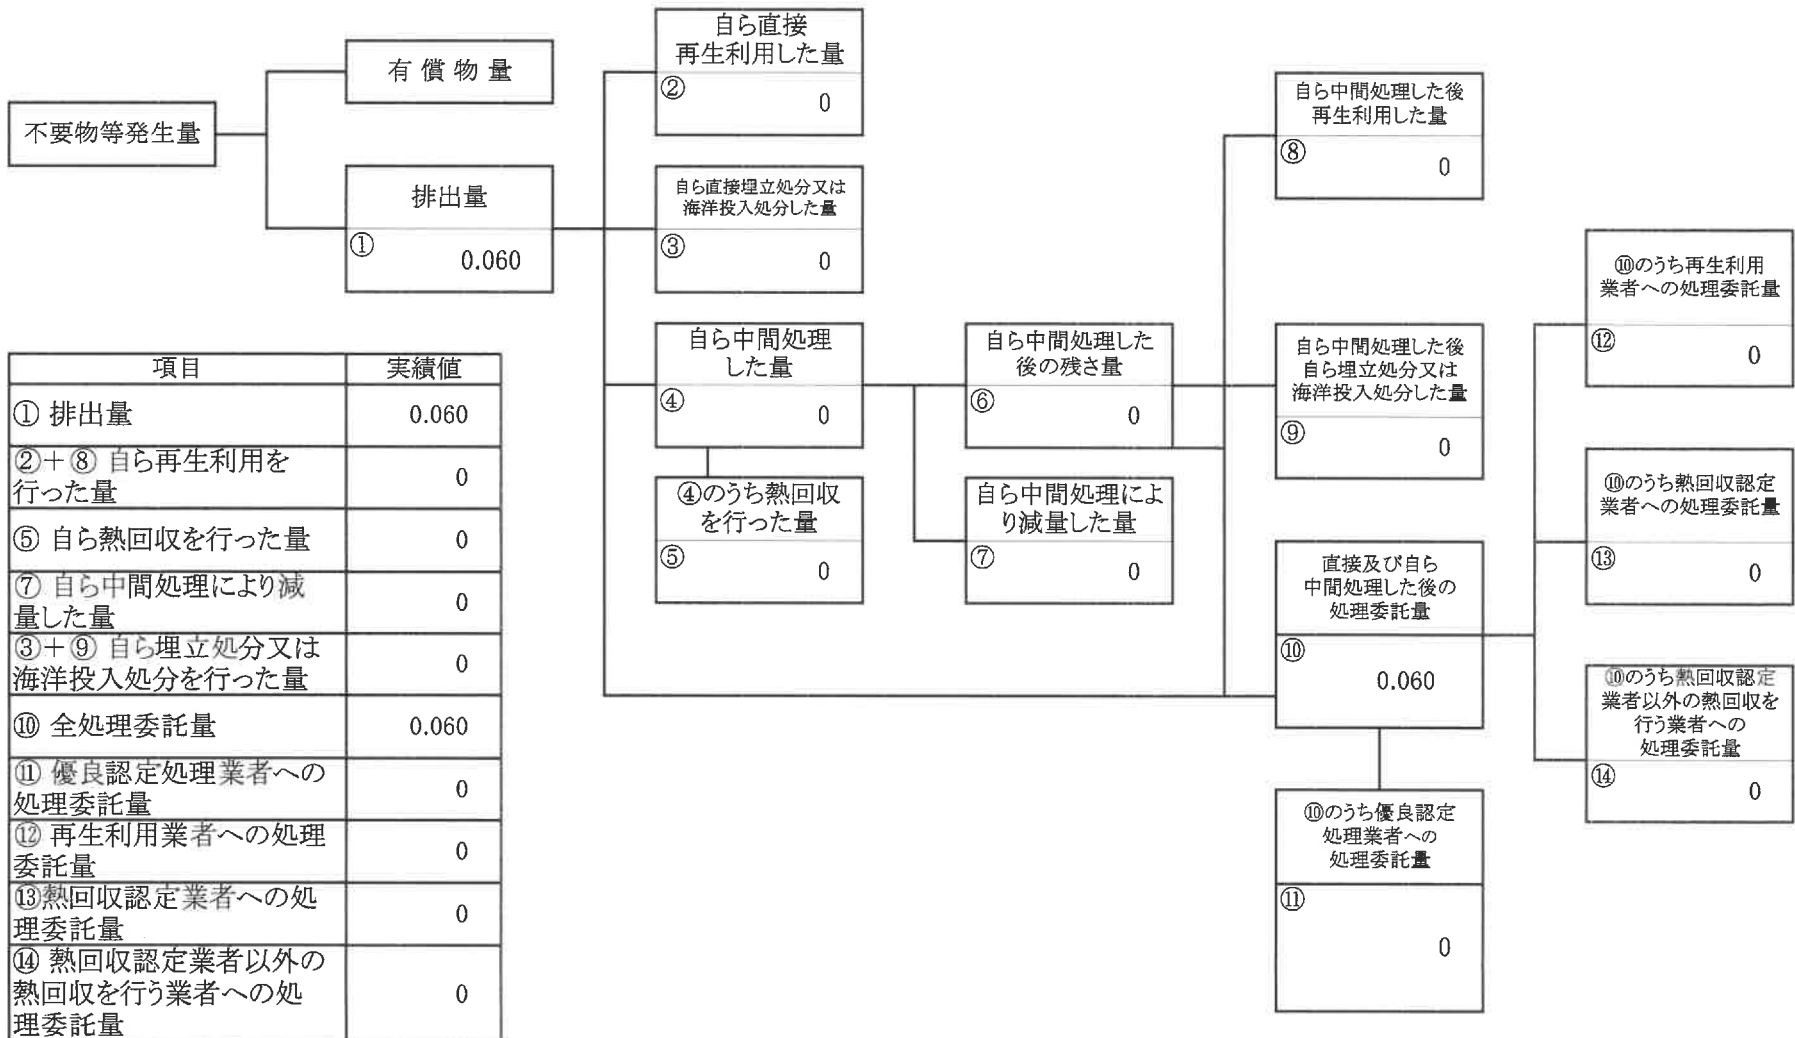 不要物等発生量
有償物量
排出量
①
0.060
自ら直接
再生利用した量
②
0
自ら直接埋立処分又は
海洋投入処分した量
③
0
自ら中間処理
した量
④
0
④のうち熱回収
を行った量
⑤
0
自ら中間処理した
後の残さ量
⑥
0
自ら中間処理によ
り減量した量
⑦
0
自ら中間処理した後
再生利用した量
⑧
0
自ら中間処理した後
自ら埋立処分又は
海洋投入処分した量
⑨
0
直接及び自ら
中間処理した後の
処理委託量
⑩
0.060
⑩のうち優良認定
処理業者への
処理委託量
⑪
0
⑩のうち再生利用
業者への処理委託量
⑫
0
⑩のうち熱回収認定
業者への処理委託量
⑬
0
⑩のうち熱回収認定
業者以外の熱回収を
行う業者への
処理委託量
⑭
0
項目 実績値
① 排出量 0.060
②+⑧ 自ら再生利用を
行った量 0
⑤ 自ら熱回収を行った量 0
⑦ 自ら中間処理により減
量した量 0
③+⑨ 自ら埋立処分又は
海洋投入処分を行った量 0
⑩ 全処理委託量 0.060
⑪ 優良認定処理業者への
処理委託量 0
⑫ 再生利用業者への処理
委託量 0
⑬熱回収認定業者への処
理委託量 0
⑭ 熱回収認定業者以外の
熱回収を行う業者への処
理委託量 0